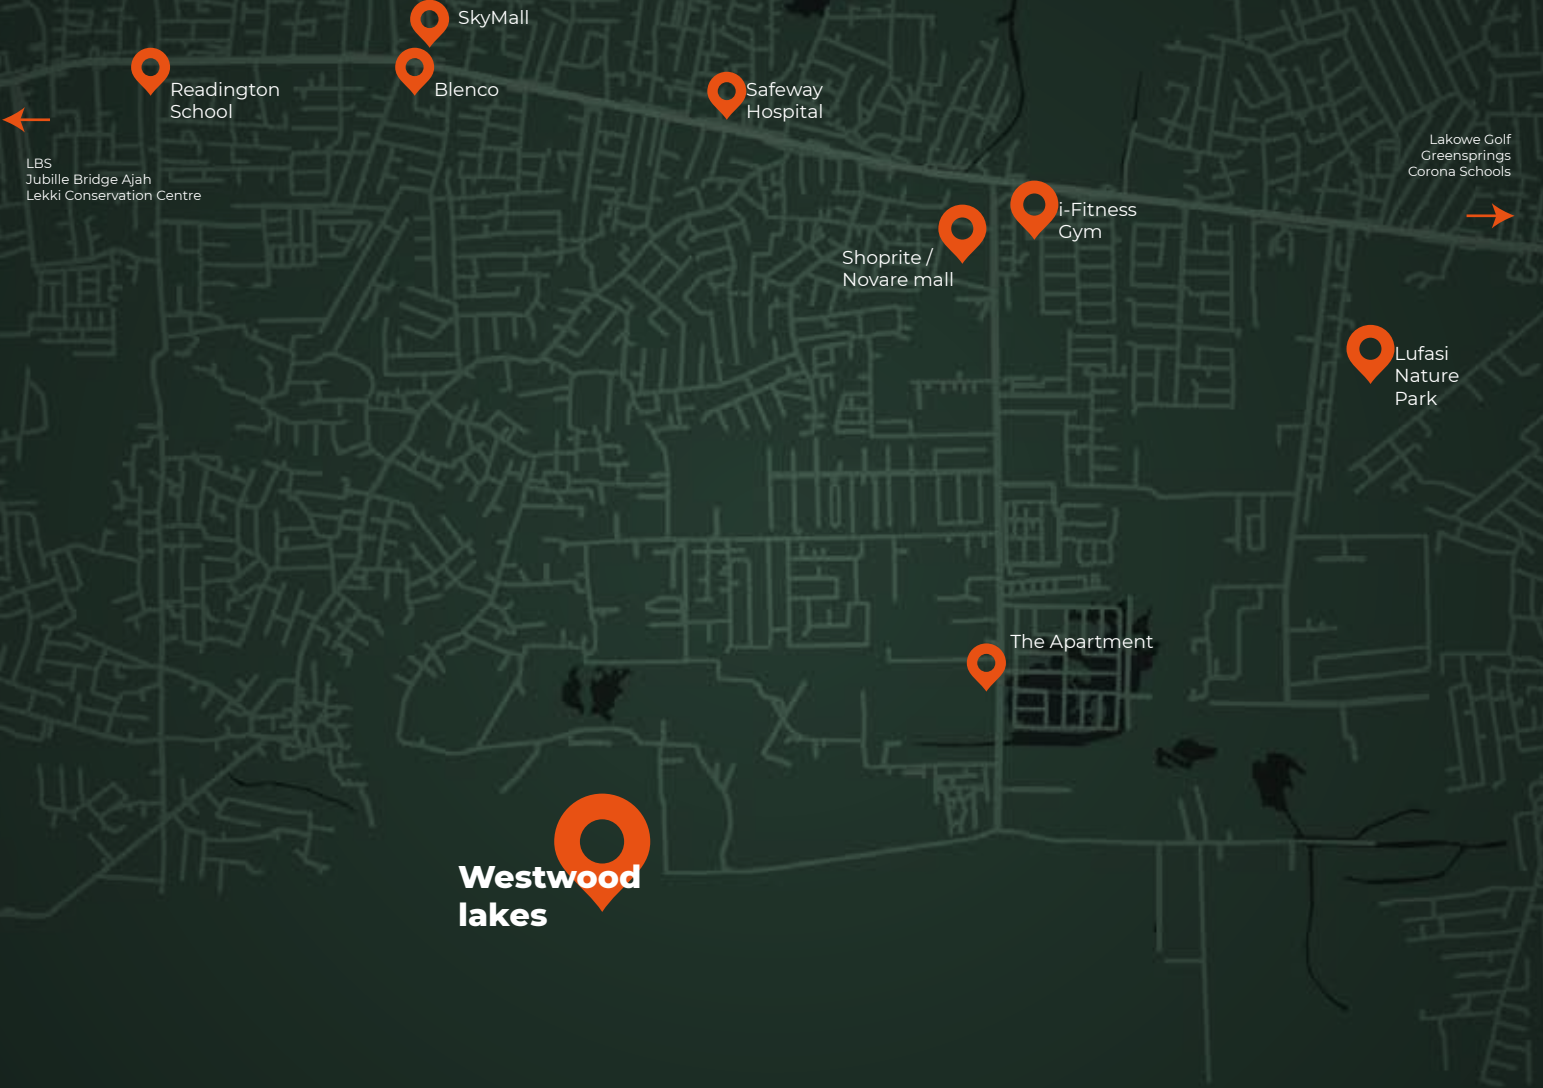 SkyMall
Readington
School
Blenco
Safeway
Hospital
LBS
Jubille Bridge Ajah
Lekki Conservation Centre
Lakowe Golf
Greensprings
Corona Schools
i-Fitness
Gym
Shoprite /
Novare mall
Lufasi
Nature
Park
The Apartment
Westwood
lakes